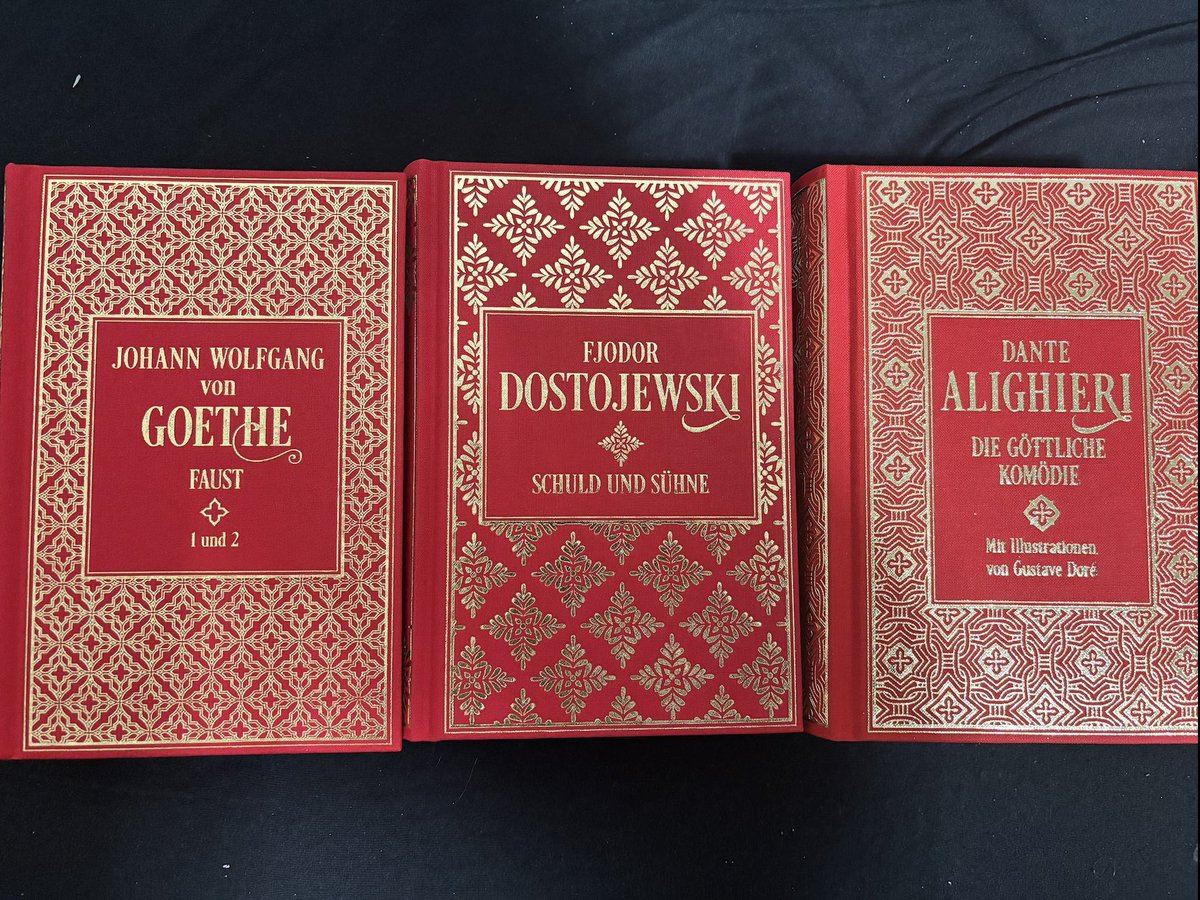 JOHANN WOLFGANG
von
GOETHE
FAUST
1 und 2
FJODOR
DOSTOJEWSKI
SCHULD UND SÜHNE
DANTE
ALIGHIERI
DIE GÖTTLICHE
KOMÖDIE
Mit Illustrationen
von Gustave Doré